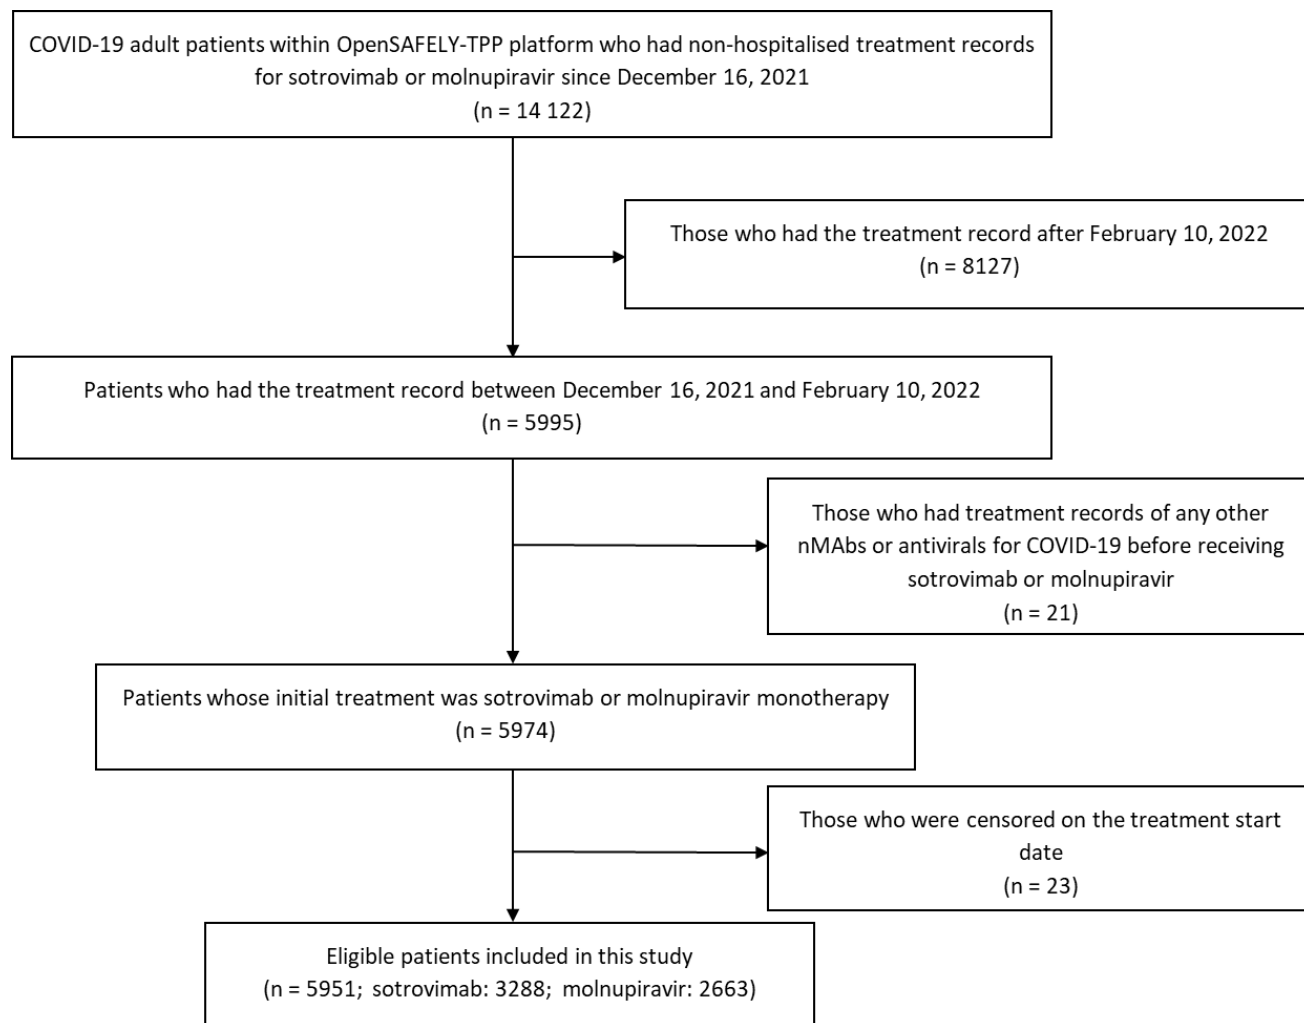 COVID-19 adult patients within OpenSAFELY-TPP platform who had non-hospitalised treatment records
for sotrovimab or molnupiravir since December 16, 2021
(n = 14 122)
Those who had the treatment record after February 10, 2022
(n = 8127)
Patients who had the treatment record between December 16, 2021 and February 10, 2022
(n = 5995)
Those who had treatment records of any other
nMAbs or antivirals for COVID-19 before receiving
sotrovimab or molnupiravir
(n = 21)
Patients whose initial treatment was sotrovimab or molnupiravir monotherapy
(n = 5974)
Those who were censored on the treatment start
date
(n = 23)
Eligible patients included in this study
(n = 5951; sotrovimab: 3288; molnupiravir: 2663)